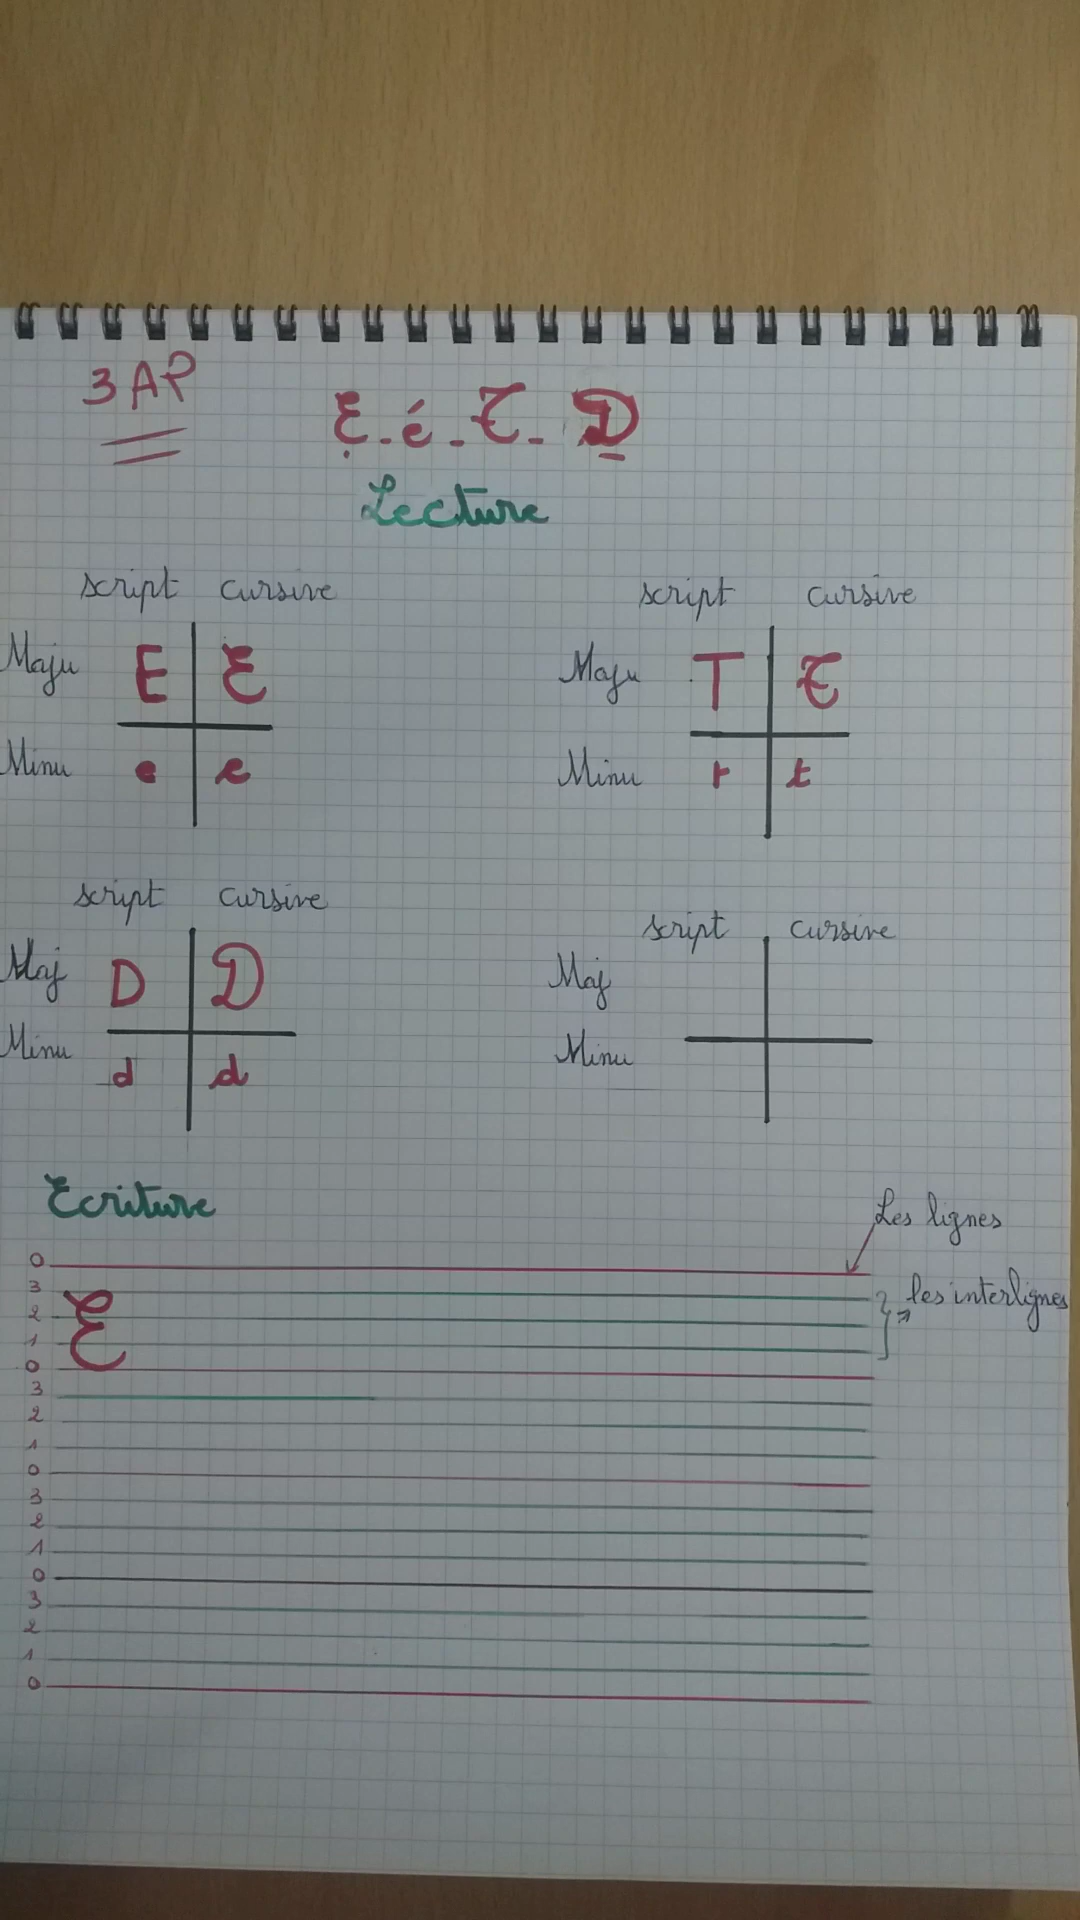 3 AP
E - é - T - D
Lecture
script cursive
Maju E E
Minu e e
script cursive
Maju T T
Minu t t
script cursive
Maj D D
Minu d d
script cursive
Maj
Minu
Ecriture
Les lignes
les interlignes
0
3
2
1
0
3
2
1
0
3
2
1
0
3
2
1
0
E